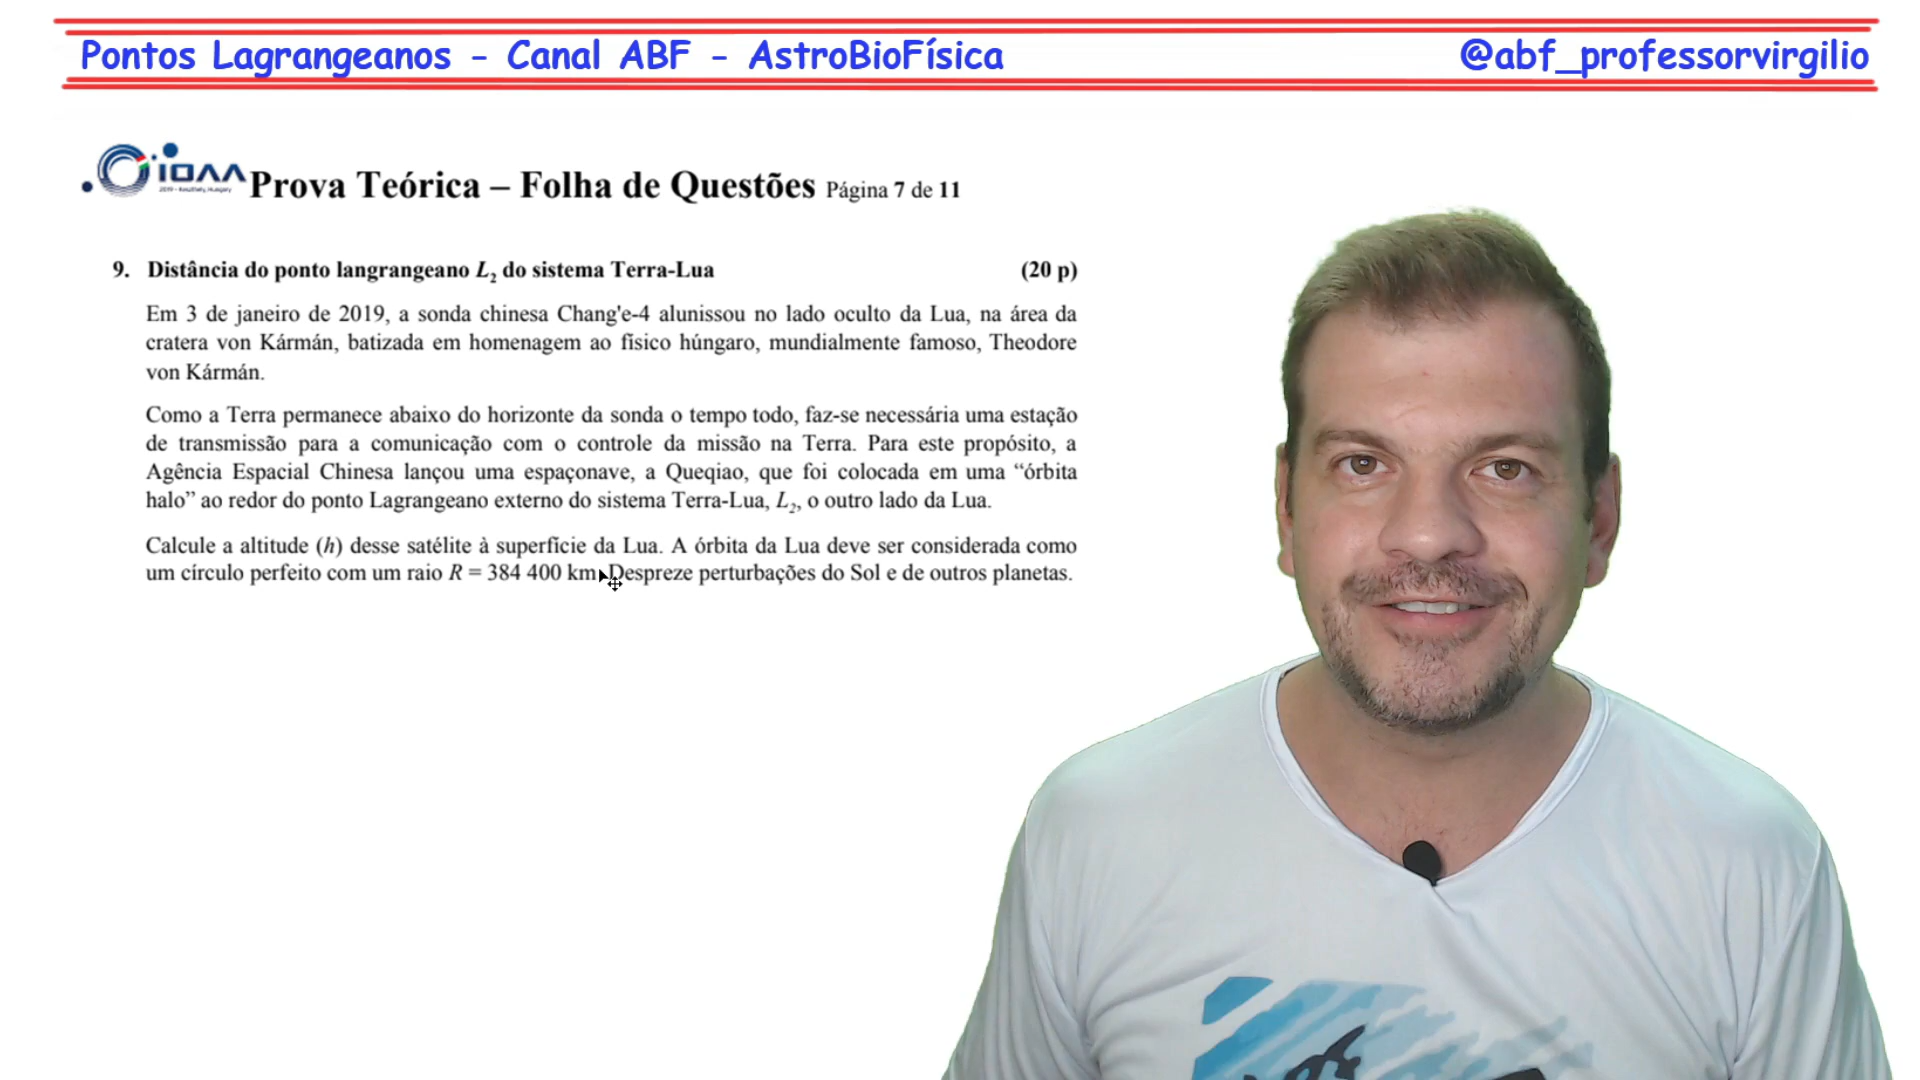 Pontos Lagrangeanos - Canal ABF - AstroBioFísica
@abf_professorvirgilio
ioaa Prova Teórica – Folha de Questões Página 7 de 11
9. Distância do ponto langrangeano L₂ do sistema Terra-Lua (20 p)
Em 3 de janeiro de 2019, a sonda chinesa Chang'e-4 alunissou no lado oculto da Lua, na área da
cratera von Kármán, batizada em homenagem ao físico húngaro, mundialmente famoso, Theodore
von Kármán.
Como a Terra permanece abaixo do horizonte da sonda o tempo todo, faz-se necessária uma estação
de transmissão para a comunicação com o controle da missão na Terra. Para este propósito, a
Agência Espacial Chinesa lançou uma espaçonave, a Queqiao, que foi colocada em uma “órbita
halo” ao redor do ponto Lagrangeano externo do sistema Terra-Lua, L₂, o outro lado da Lua.
Calcule a altitude (h) desse satélite à superfície da Lua. A órbita da Lua deve ser considerada como
um círculo perfeito com um raio R = 384 400 km. Despreze perturbações do Sol e de outros planetas.